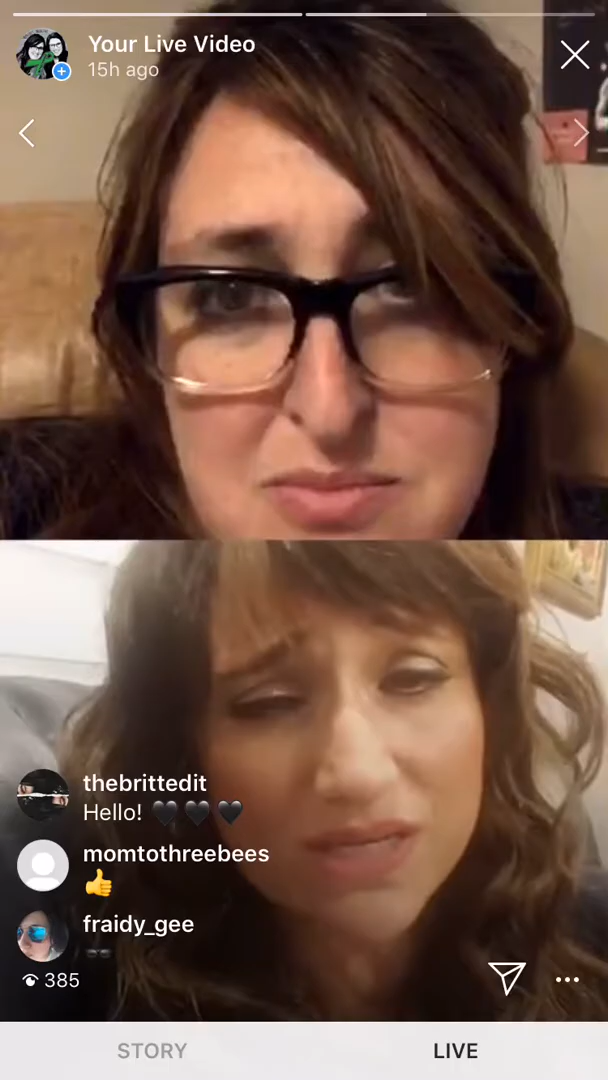 Your Live Video
15h ago
thebrittedit
Hello! 🖤 🖤 🖤
momtothreebees
👍
fraidy_gee
🕶
385
STORY
LIVE